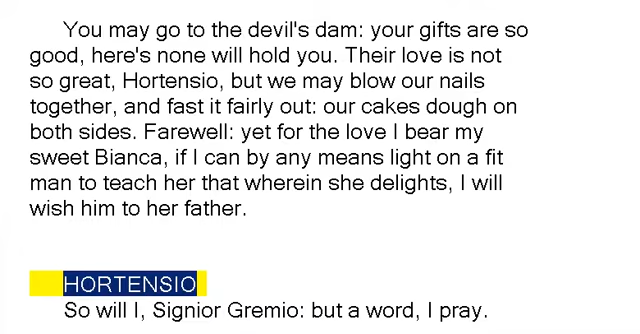 You may go to the devil's dam: your gifts are so
good, here's none will hold you. Their love is not
so great, Hortensio, but we may blow our nails
together, and fast it fairly out: our cakes dough on
both sides. Farewell: yet for the love I bear my
sweet Bianca, if I can by any means light on a fit
man to teach her that wherein she delights, I will
wish him to her father.
HORTENSIO
So will I, Signior Gremio: but a word, I pray.